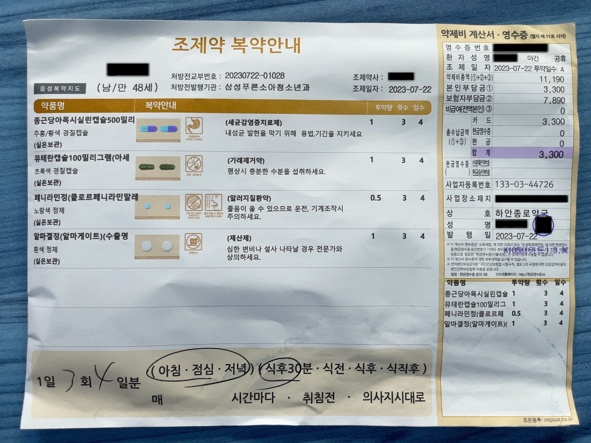 조제약 복약안내
음성복약지도
(남/만 48세)
처방전교부번호 : 20230722-01028
처방전발행기관 : 삼성푸른소아청소년과
조제약사 :
조제일자 : 2023-07-22
약품명 복약안내 투약량 횟수 일수
종근당아목시실린캡슐500밀리 (세균감염증치료제) 1 3 4
주홍/황색 경질캡슐 내성균 발현을 막기 위해 용법,기간을 지키세요
(실온보관)
유테란캡슐100밀리그램(아세 (가래제거약) 1 3 4
초록색 경질캡슐 평상시 충분한 수분을 섭취하세요.
(실온보관)
페니라민정(클로르페니라민말레 (알러지질환약) 0.5 3 4
노랑색 정제 졸음이 올 수 있으므로 운전, 기계조작시
(실온보관) 주의하세요.
알마겔정(알마게이트)(수출명 (제산제) 1 3 4
흰색 정제 심한 변비나 설사 나타날 경우 전문가와
(실온보관) 상의하세요.
1일 3 회 4 일분 (아침 · 점심 · 저녁) (식후30분 · 식전 · 식후 · 식직후)
매 시간마다 · 취침전 · 의사지시대로
약제비 계산서 · 영수증
영수증번호
환자성명 야간 공휴
조제일자 2023-07-22 투약일수 4
약제비총액(①+②+③) 11,190
본인부담금① 3,300
보험자부담금② 7,890
비급여(전액본인)③ 0
카드 3,300
현금영수증 0
총수납금액(①+③) 현금 0
합계 3,300
현금영수증
사업자등록번호 133-03-44726
사업장소재지
상호 하안종로약국
성명
발행일 2023-07-22
약품명 투약량 횟수 일수
종근당아목시실린캡슐 1 3 4
유테란캡슐100밀리그 1 3 4
페니라민정(클로르페 0.5 3 4
알마겔정(알마게이트)( 1 3 4